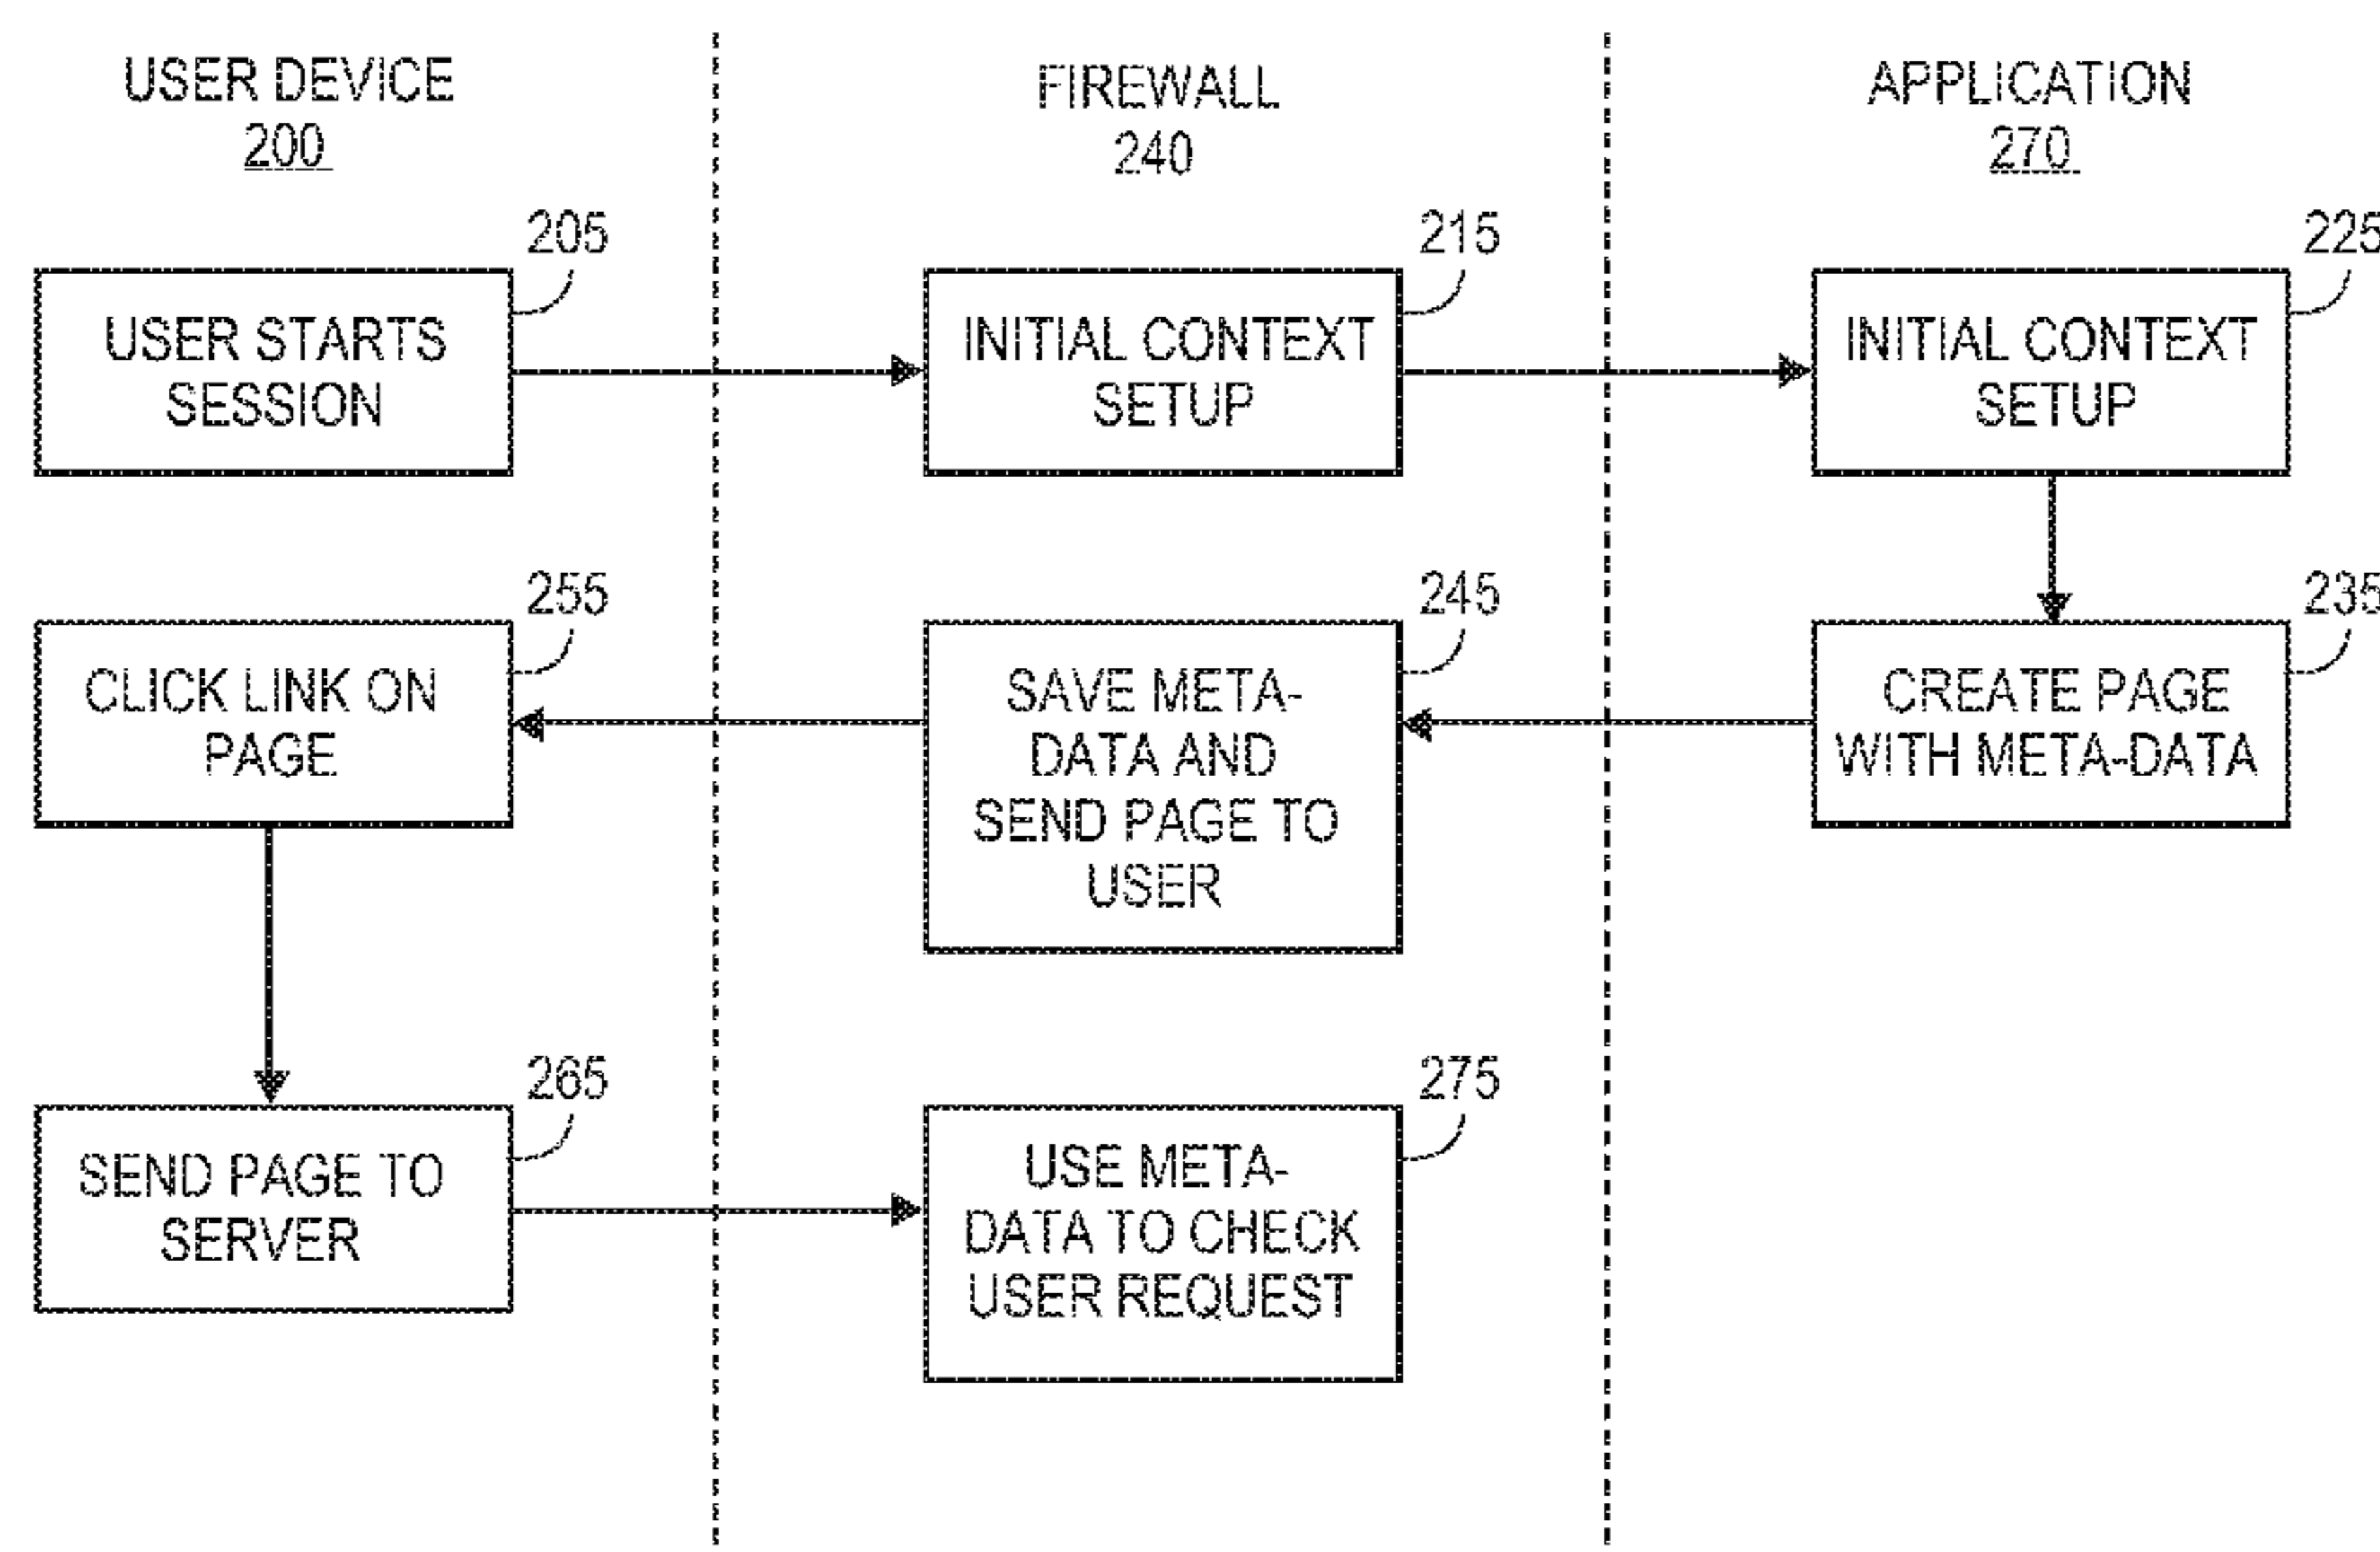 USER DEVICE
200
FIREWALL
240
APPLICATION
270
205
USER STARTS
SESSION
215
INITIAL CONTEXT
SETUP
225
INITIAL CONTEXT
SETUP
255
CLICK LINK ON
PAGE
245
SAVE META-
DATA AND
SEND PAGE TO
USER
235
CREATE PAGE
WITH META-DATA
265
SEND PAGE TO
SERVER
275
USE META-
DATA TO CHECK
USER REQUEST